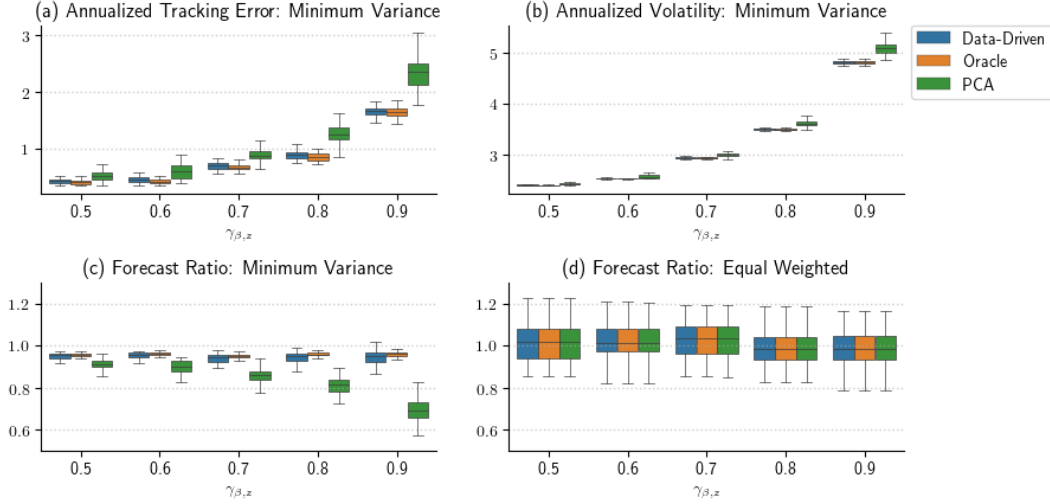 (a) Annualized Tracking Error: Minimum Variance
3
2
1
0.5 0.6 0.7 0.8 0.9
γβ,z
(b) Annualized Volatility: Minimum Variance
5
4
3
0.5 0.6 0.7 0.8 0.9
γβ,z
Data-Driven
Oracle
PCA
(c) Forecast Ratio: Minimum Variance
1.2
1.0
0.8
0.6
0.5 0.6 0.7 0.8 0.9
γβ,z
(d) Forecast Ratio: Equal Weighted
1.2
1.0
0.8
0.6
0.5 0.6 0.7 0.8 0.9
γβ,z